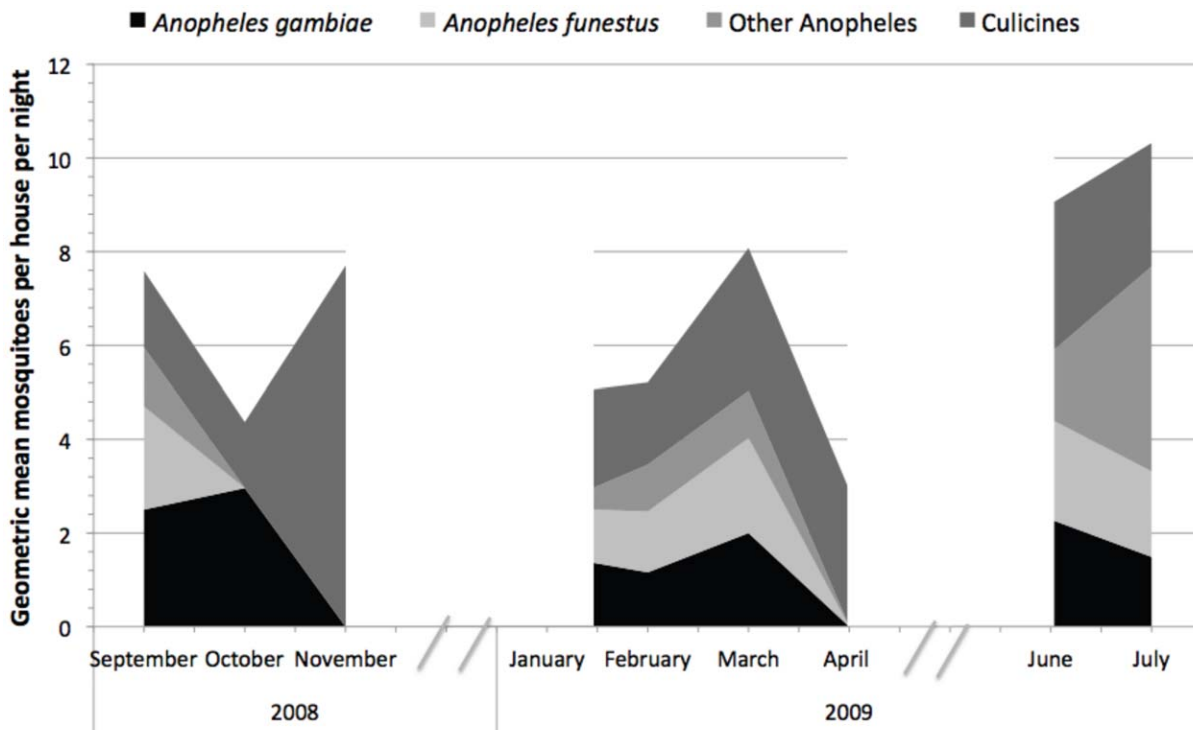 Anopheles gambiae Anopheles funestus Other Anopheles Culicines
Geometric mean mosquitoes per house per night
12
10
8
6
4
2
0
September October November January February March April June July
2008 2009